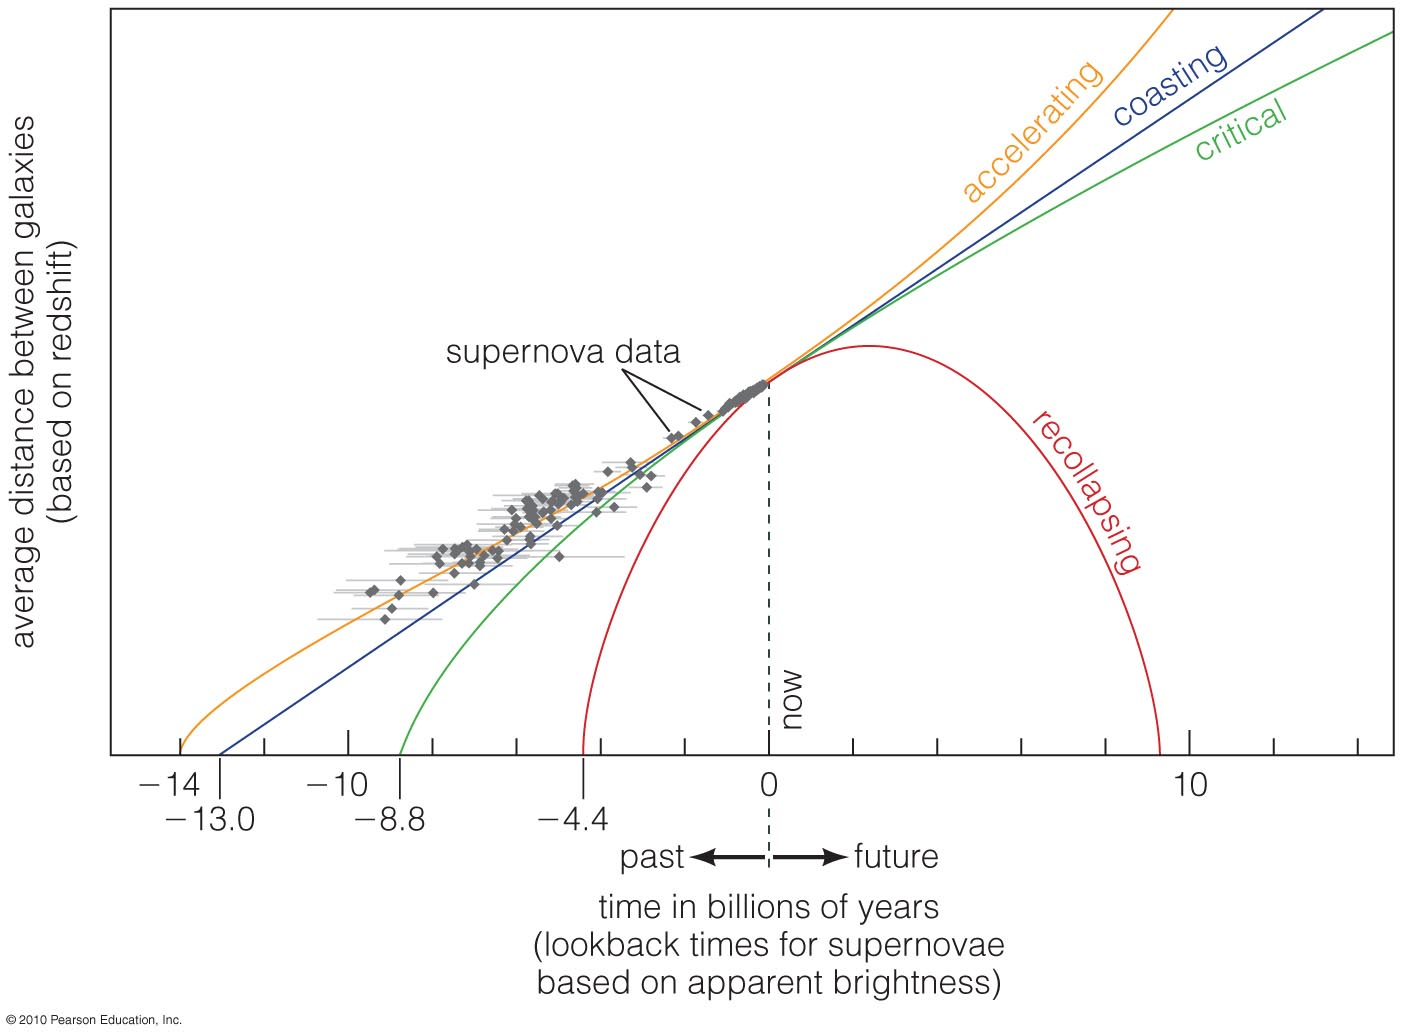 average distance between galaxies
(based on redshift)
accelerating
coasting
critical
supernova data
recollapsing
now
−14
−10
0
10
−13.0
−8.8
−4.4
past
future
time in billions of years
(lookback times for supernovae
based on apparent brightness)
© 2010 Pearson Education, Inc.